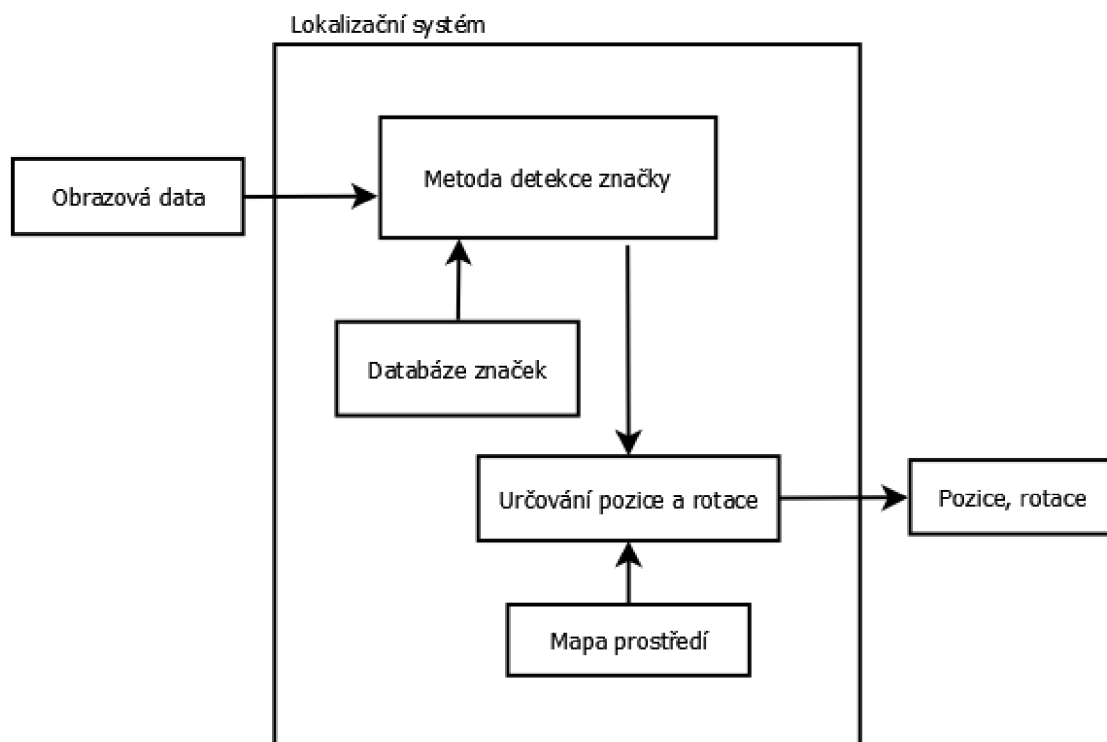 Lokalizační systém
Metoda detekce značky
Obrazová data
Databáze značek
Určování pozice a rotace
Pozice, rotace
Mapa prostředí